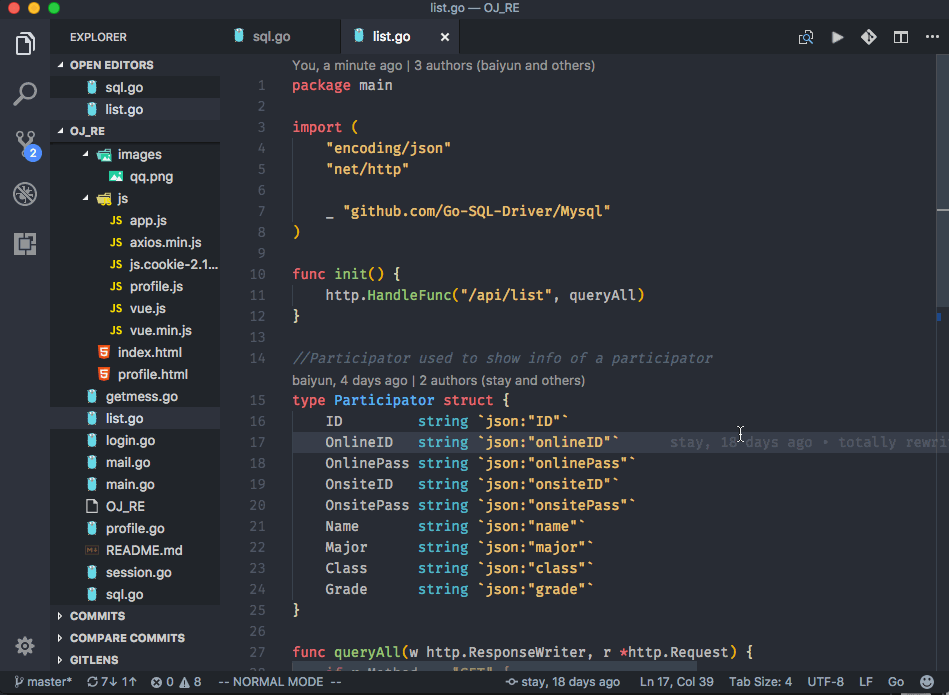 list.go — OJ_RE
EXPLORER
OPEN EDITORS
sql.go
list.go
OJ_RE
images
qq.png
js
JS app.js
JS axios.min.js
JS js.cookie-2.1...
JS profile.js
JS vue.js
JS vue.min.js
index.html
profile.html
getmess.go
list.go
login.go
mail.go
main.go
OJ_RE
profile.go
README.md
session.go
sql.go
COMMITS
COMPARE COMMITS
GITLENS
2
sql.go
list.go ×
You, a minute ago | 3 authors (baiyun and others)
1 package main
2
3 import (
4 "encoding/json"
5 "net/http"
6
7 _ "github.com/Go-SQL-Driver/Mysql"
8 )
9
10 func init() {
11 http.HandleFunc("/api/list", queryAll)
12 }
13
14 //Participator used to show info of a participator
baiyun, 4 days ago | 2 authors (stay and others)
15 type Participator struct {
16 ID string `json:"ID"`
17 OnlineID string `json:"onlineID"` stay, 18 days ago • totally rewri
18 OnlinePass string `json:"onlinePass"`
19 OnsiteID string `json:"onsiteID"`
20 OnsitePass string `json:"onsitePass"`
21 Name string `json:"name"`
22 Major string `json:"major"`
23 Class string `json:"class"`
24 Grade string `json:"grade"`
25 }
26
27 func queryAll(w http.ResponseWriter, r *http.Request) {
master* 7↓ 1↑ 0 8 -- NORMAL MODE -- stay, 18 days ago Ln 17, Col 39 Tab Size: 4 UTF-8 LF Go